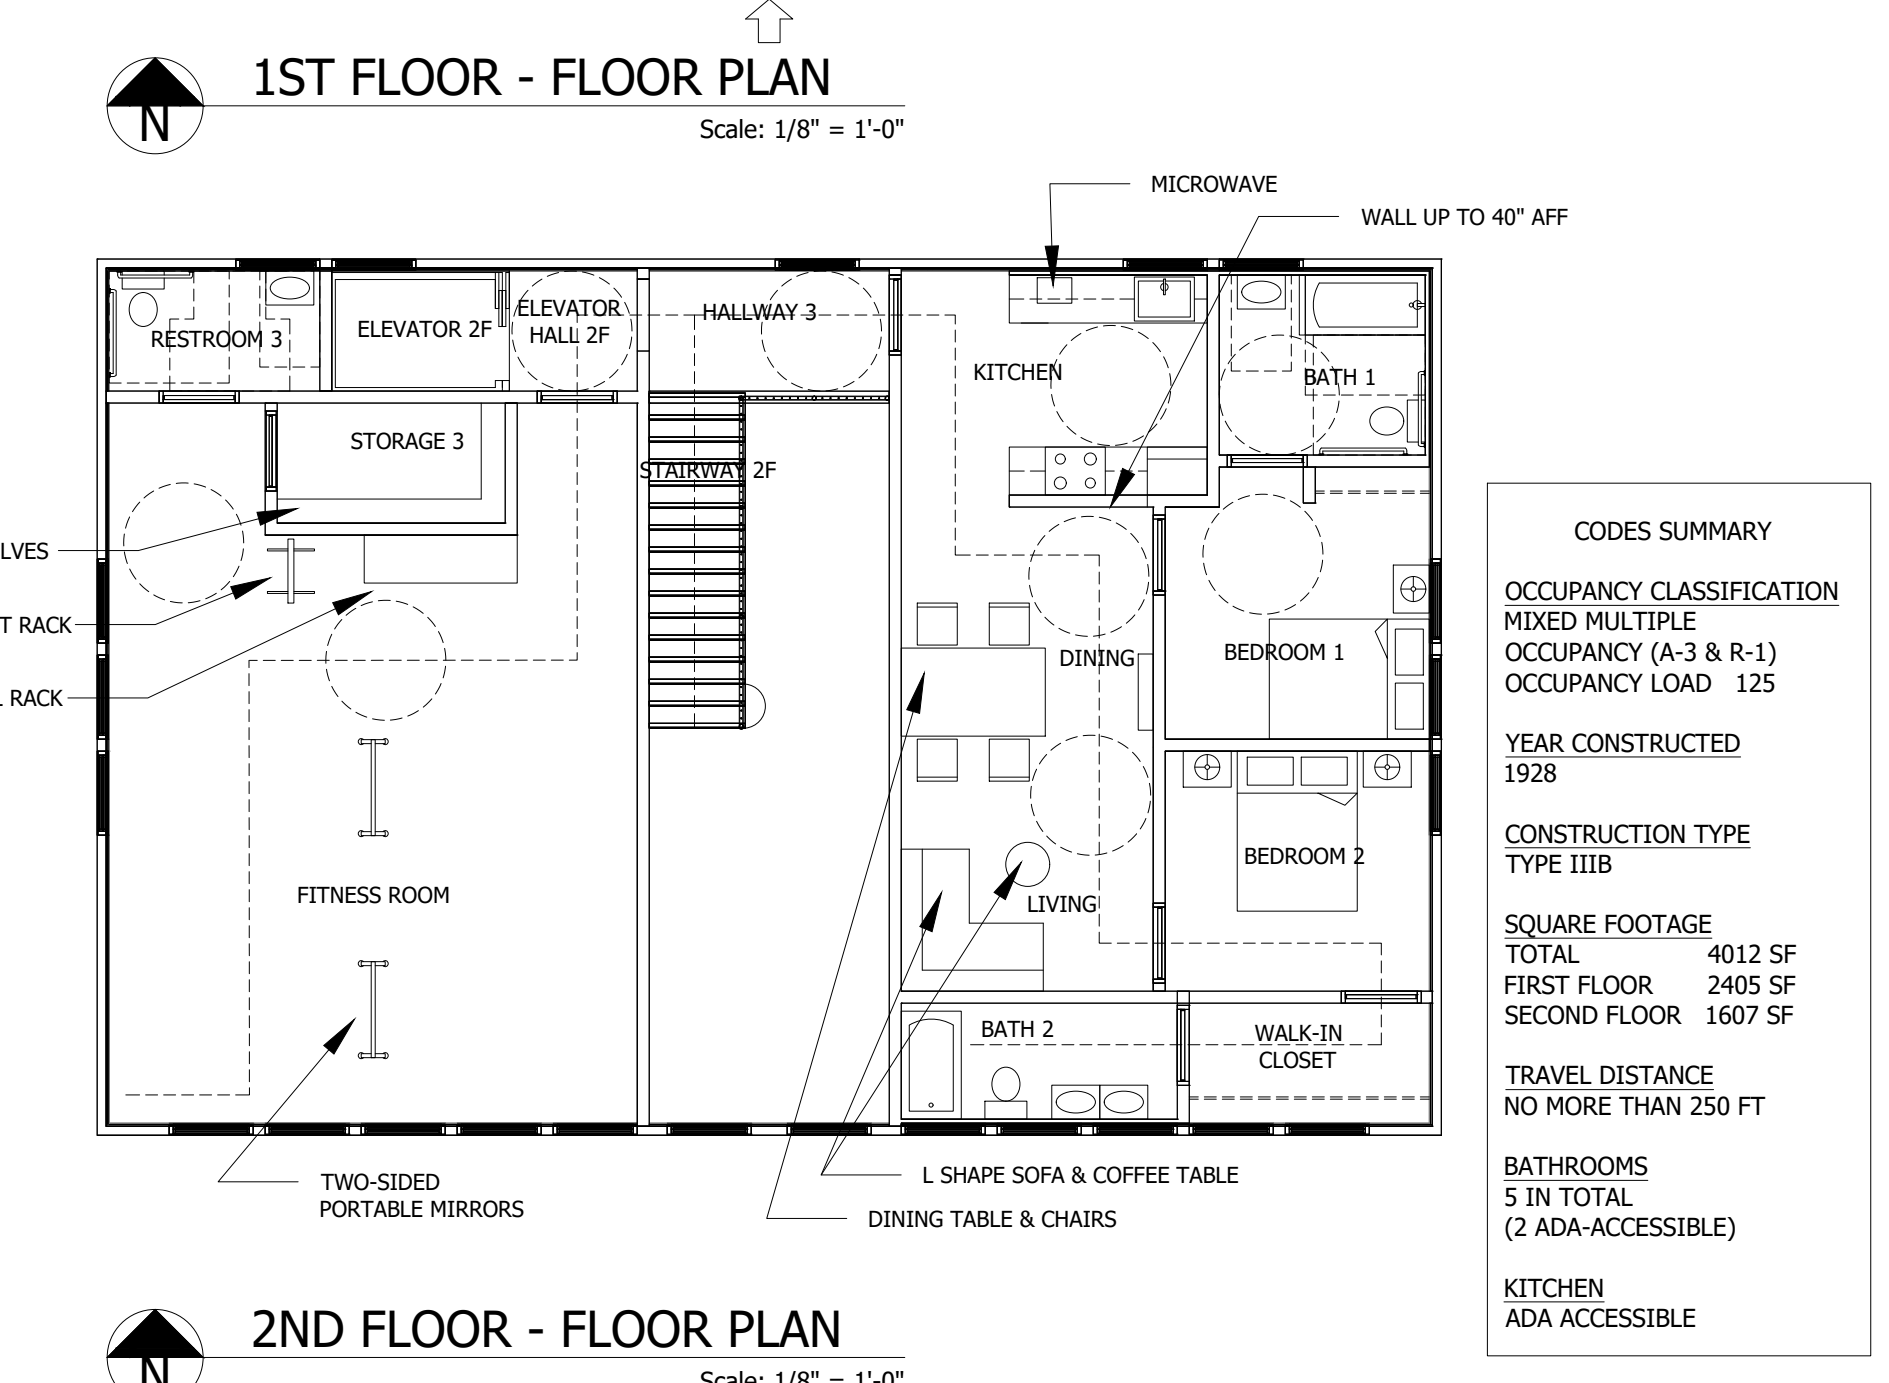 1ST FLOOR - FLOOR PLAN
N
Scale: 1/8" = 1'-0"
MICROWAVE
WALL UP TO 40" AFF
RESTROOM 3
ELEVATOR 2F
ELEVATOR
HALL 2F
HALLWAY 3
KITCHEN
BATH 1
STORAGE 3
STAIRWAY 2F
LVES
T RACK
RACK
DINING
BEDROOM 1
BEDROOM 2
FITNESS ROOM
LIVING
BATH 2
WALK-IN
CLOSET
TWO-SIDED
PORTABLE MIRRORS
L SHAPE SOFA & COFFEE TABLE
DINING TABLE & CHAIRS
CODES SUMMARY
OCCUPANCY CLASSIFICATION
MIXED MULTIPLE
OCCUPANCY (A-3 & R-1)
OCCUPANCY LOAD 125
YEAR CONSTRUCTED
1928
CONSTRUCTION TYPE
TYPE IIIB
SQUARE FOOTAGE
TOTAL 4012 SF
FIRST FLOOR 2405 SF
SECOND FLOOR 1607 SF
TRAVEL DISTANCE
NO MORE THAN 250 FT
BATHROOMS
5 IN TOTAL
(2 ADA-ACCESSIBLE)
KITCHEN
ADA ACCESSIBLE
2ND FLOOR - FLOOR PLAN
N
Scale: 1/8" = 1'-0"